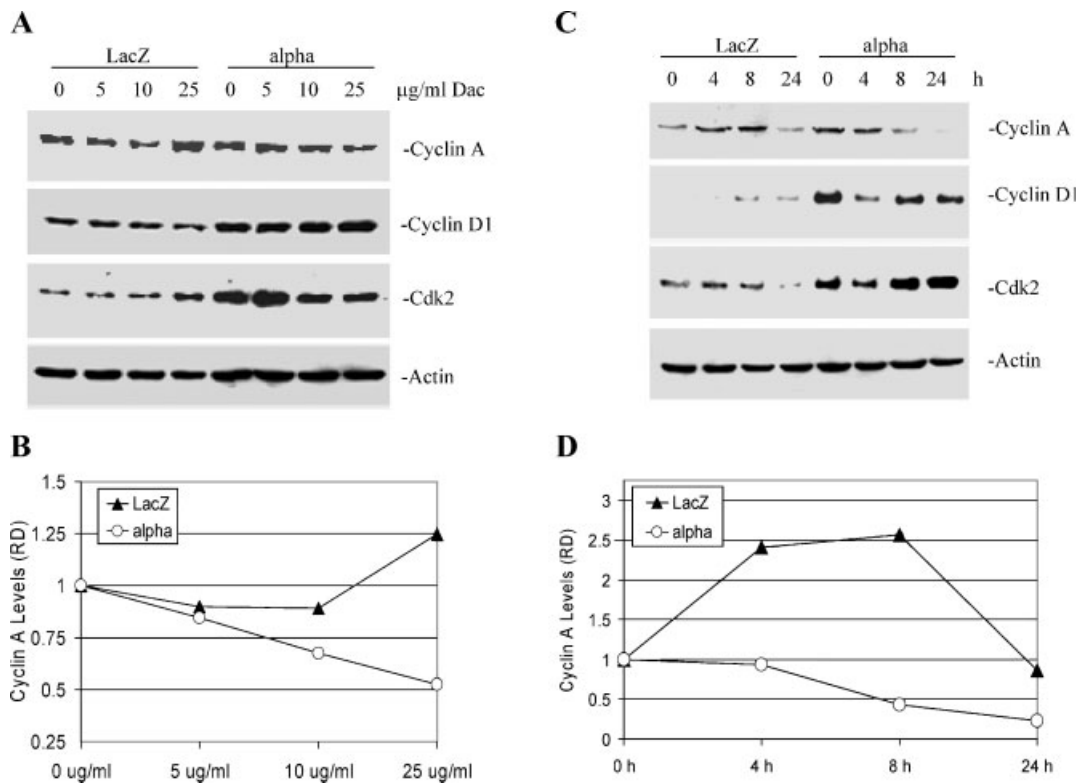 A
LacZ alpha
0 5 10 25 0 5 10 25 µg/ml Dac
-Cyclin A
-Cyclin D1
-Cdk2
-Actin
B
1.5
1.25
1
0.75
0.5
0.25
Cyclin A Levels (RD)
LacZ
alpha
0 ug/ml 5 ug/ml 10 ug/ml 25 ug/ml
C
LacZ alpha
0 4 8 24 0 4 8 24 h
-Cyclin A
-Cyclin D1
-Cdk2
-Actin
D
3
2.5
2
1.5
1
0.5
0
Cyclin A Levels (RD)
LacZ
alpha
0 h 4 h 8 h 24 h